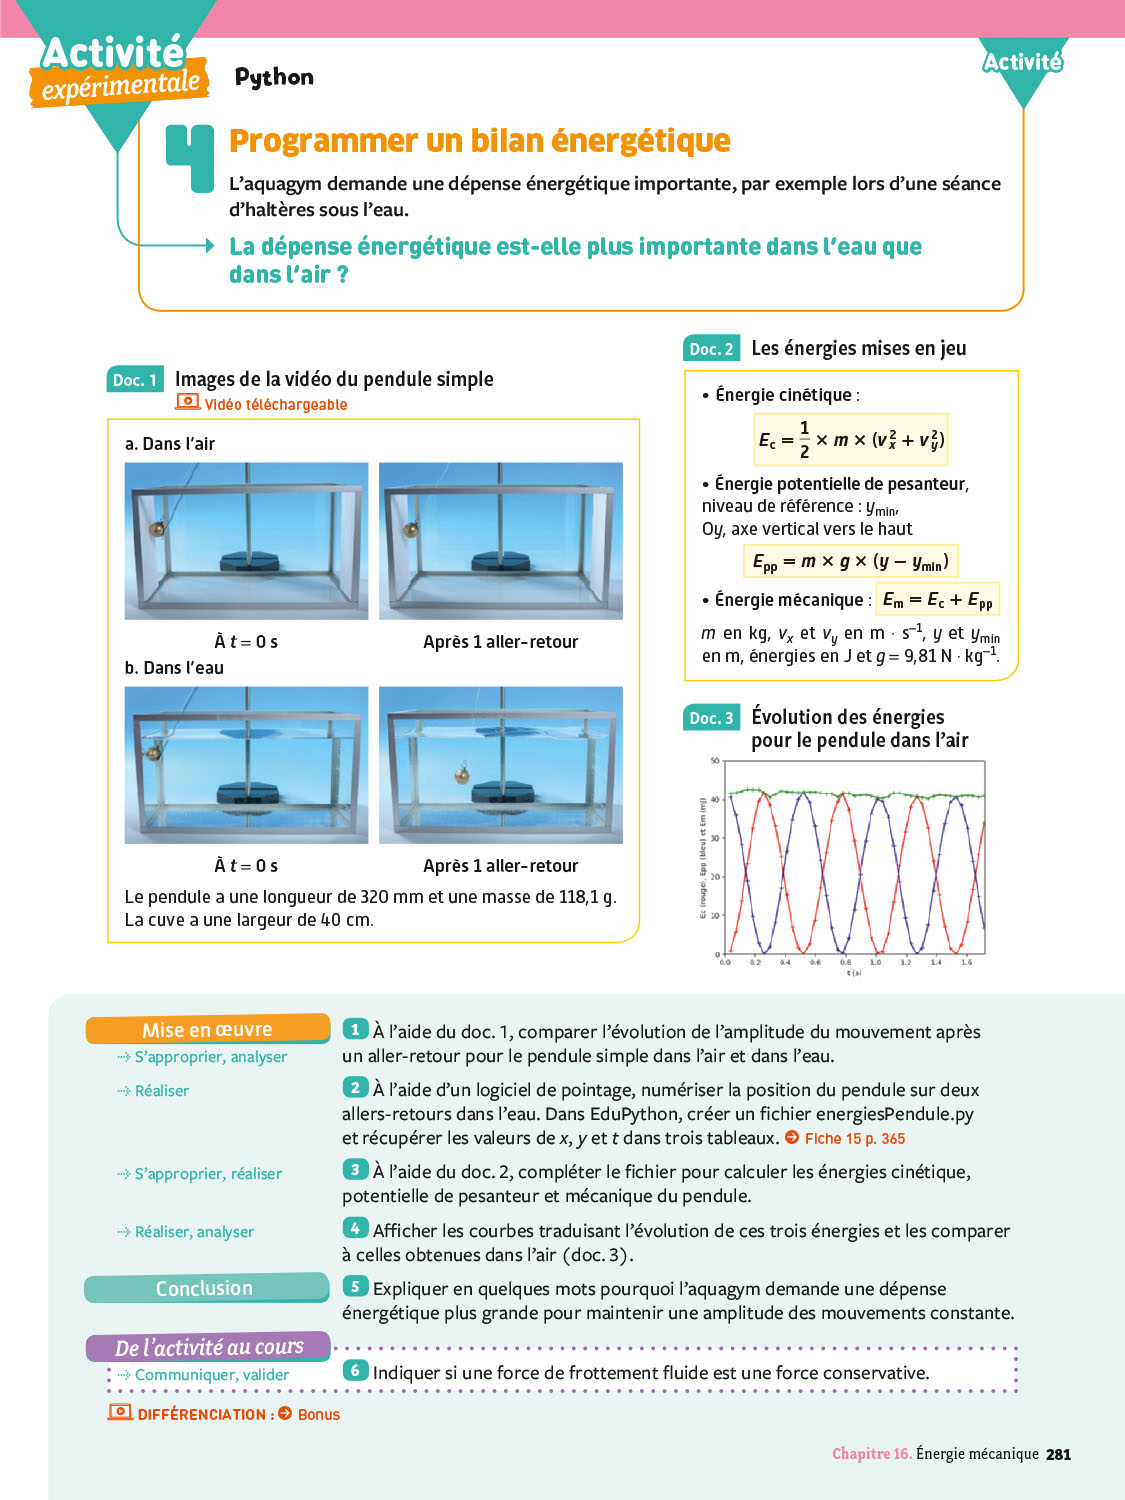 Activité
expérimentale
Python
Activité
4
Programmer un bilan énergétique
L'aquagym demande une dépense énergétique importante, par exemple lors d'une séance
d'haltères sous l'eau.
La dépense énergétique est-elle plus importante dans l'eau que
dans l'air ?
Doc. 1 Images de la vidéo du pendule simple
Vidéo téléchargeable
a. Dans l'air
À t = 0 s
Après 1 aller-retour
b. Dans l'eau
À t = 0 s
Après 1 aller-retour
Le pendule a une longueur de 320 mm et une masse de 118,1 g.
La cuve a une largeur de 40 cm.
Doc. 2 Les énergies mises en jeu
• Énergie cinétique :
E_c = 1/2 × m × (v_x^2 + v_y^2)
• Énergie potentielle de pesanteur,
niveau de référence : y_min,
Oy, axe vertical vers le haut
E_pp = m × g × (y − y_min)
• Énergie mécanique : E_m = E_c + E_pp
m en kg, v_x et v_y en m · s⁻¹, y et y_min
en m, énergies en J et g = 9,81 N · kg⁻¹.
Doc. 3 Évolution des énergies
pour le pendule dans l'air
Ec (rouge), Epp (bleu) et Em (mJ)
50
40
30
20
10
0
0.0 0.2 0.4 0.6 0.8 1.0 1.2 1.4 1.6
t (s)
Mise en œuvre
S'approprier, analyser
1 À l'aide du doc. 1, comparer l'évolution de l'amplitude du mouvement après
un aller-retour pour le pendule simple dans l'air et dans l'eau.
Réaliser
2 À l'aide d'un logiciel de pointage, numériser la position du pendule sur deux
allers-retours dans l'eau. Dans EduPython, créer un fichier energiesPendule.py
et récupérer les valeurs de x, y et t dans trois tableaux. Fiche 15 p. 365
S'approprier, réaliser
3 À l'aide du doc. 2, compléter le fichier pour calculer les énergies cinétique,
potentielle de pesanteur et mécanique du pendule.
Réaliser, analyser
4 Afficher les courbes traduisant l'évolution de ces trois énergies et les comparer
à celles obtenues dans l'air (doc. 3).
Conclusion
5 Expliquer en quelques mots pourquoi l'aquagym demande une dépense
énergétique plus grande pour maintenir une amplitude des mouvements constante.
De l'activité au cours
Communiquer, valider
6 Indiquer si une force de frottement fluide est une force conservative.
DIFFÉRENCIATION : Bonus
Chapitre 16. Énergie mécanique 281